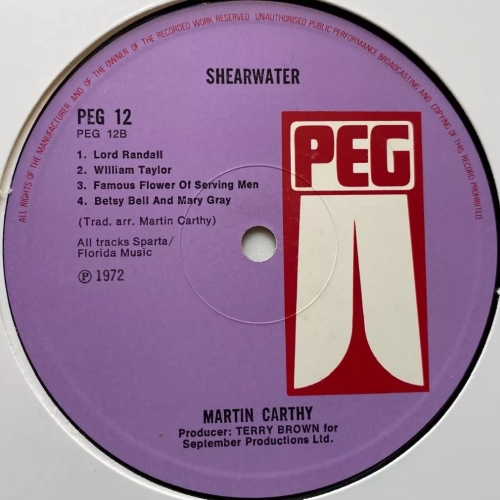 ALL RIGHTS OF THE MANUFACTURER AND OF THE OWNER OF THE RECORDED WORK RESERVED UNAUTHORISED PUBLIC PERFORMANCE BROADCASTING AND COPYING OF THIS RECORD PROHIBITED
SHEARWATER
PEG 12
PEG 12B
1. Lord Randall
2. William Taylor
3. Famous Flower Of Serving Men
4. Betsy Bell And Mary Gray
(Trad. arr. Martin Carthy)
All tracks Sparta/
Florida Music
℗ 1972
PEG
MARTIN CARTHY
Producer: TERRY BROWN for
September Productions Ltd.